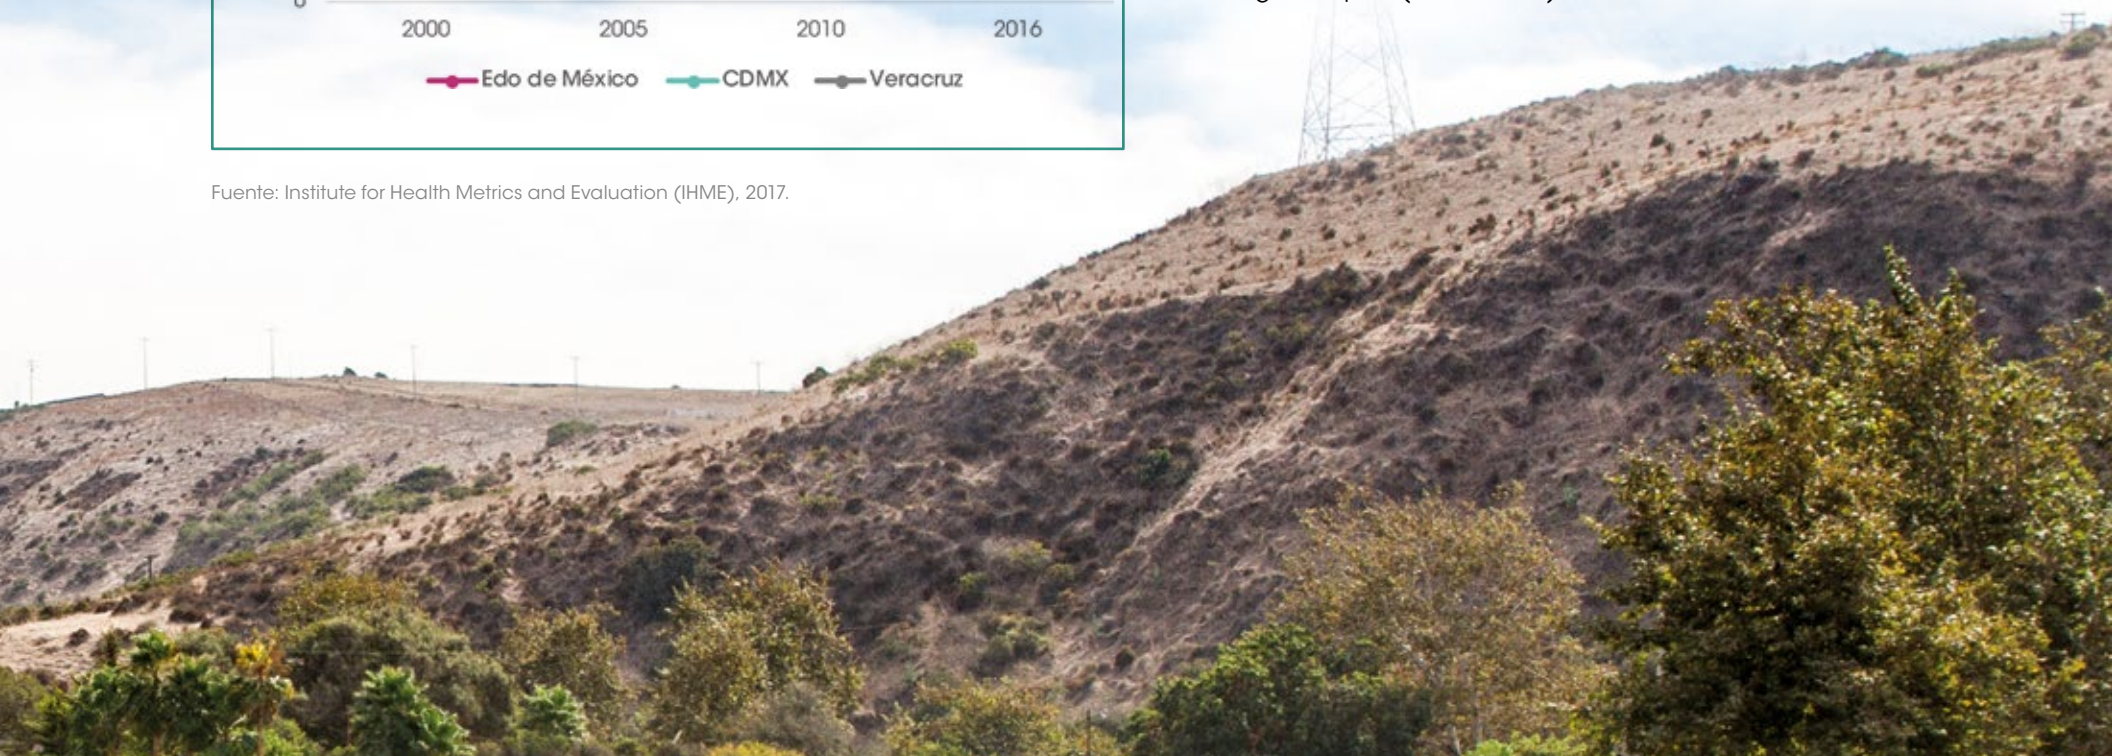 2000 2005 2010 2016
Edo de México CDMX Veracruz
Fuente: Institute for Health Metrics and Evaluation (IHME), 2017.